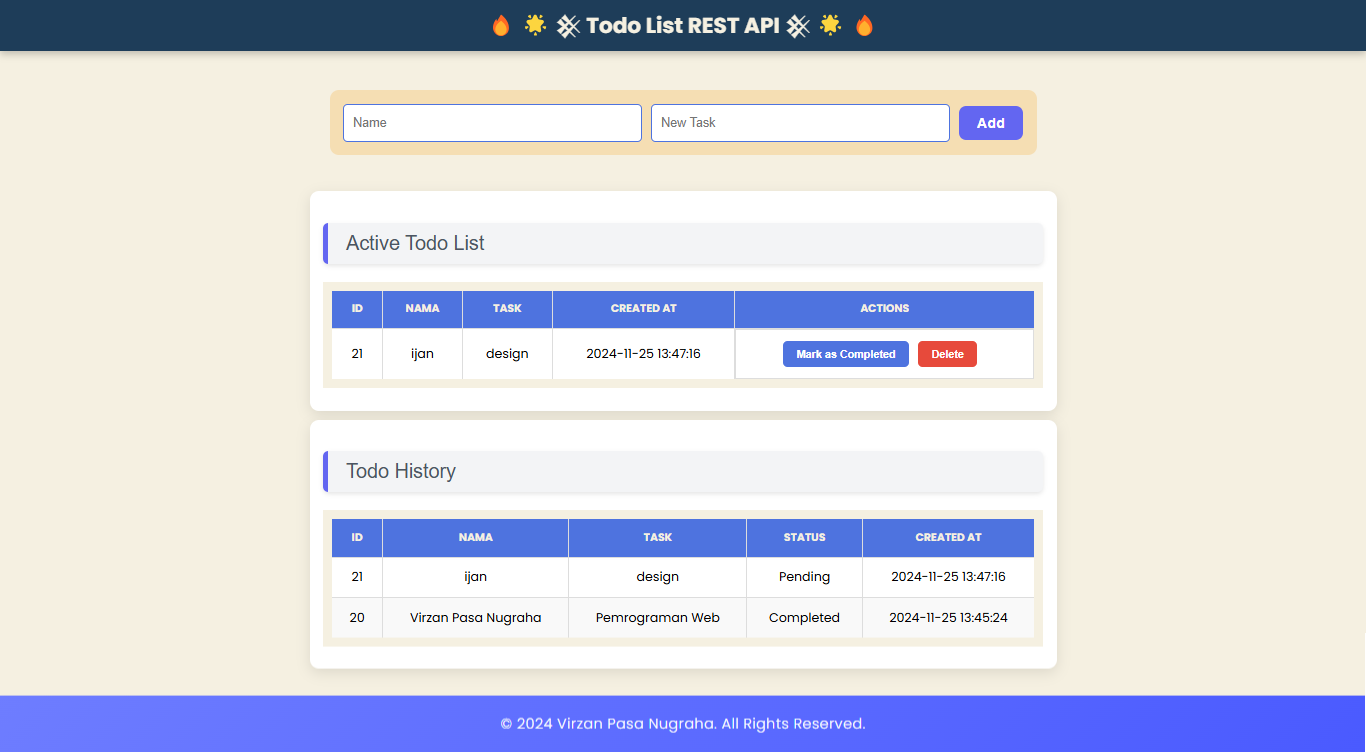 🔥 🌟 𒆜 Todo List REST API 𒆜 🌟 🔥
Name New Task Add
Active Todo List
ID NAMA TASK CREATED AT ACTIONS
21 ijan design 2024-11-25 13:47:16 Mark as Completed Delete
Todo History
ID NAMA TASK STATUS CREATED AT
21 ijan design Pending 2024-11-25 13:47:16
20 Virzan Pasa Nugraha Pemrograman Web Completed 2024-11-25 13:45:24
© 2024 Virzan Pasa Nugraha. All Rights Reserved.